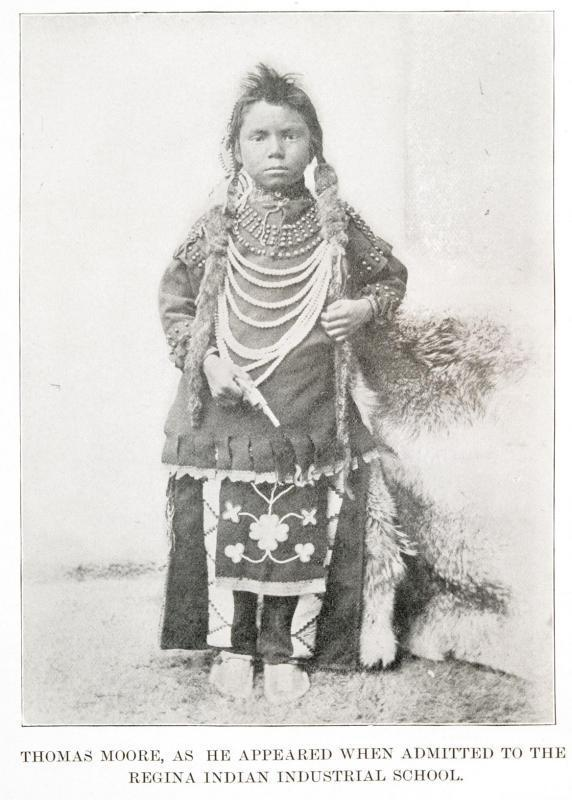 THOMAS MOORE, AS HE APPEARED WHEN ADMITTED TO THE
REGINA INDIAN INDUSTRIAL SCHOOL.